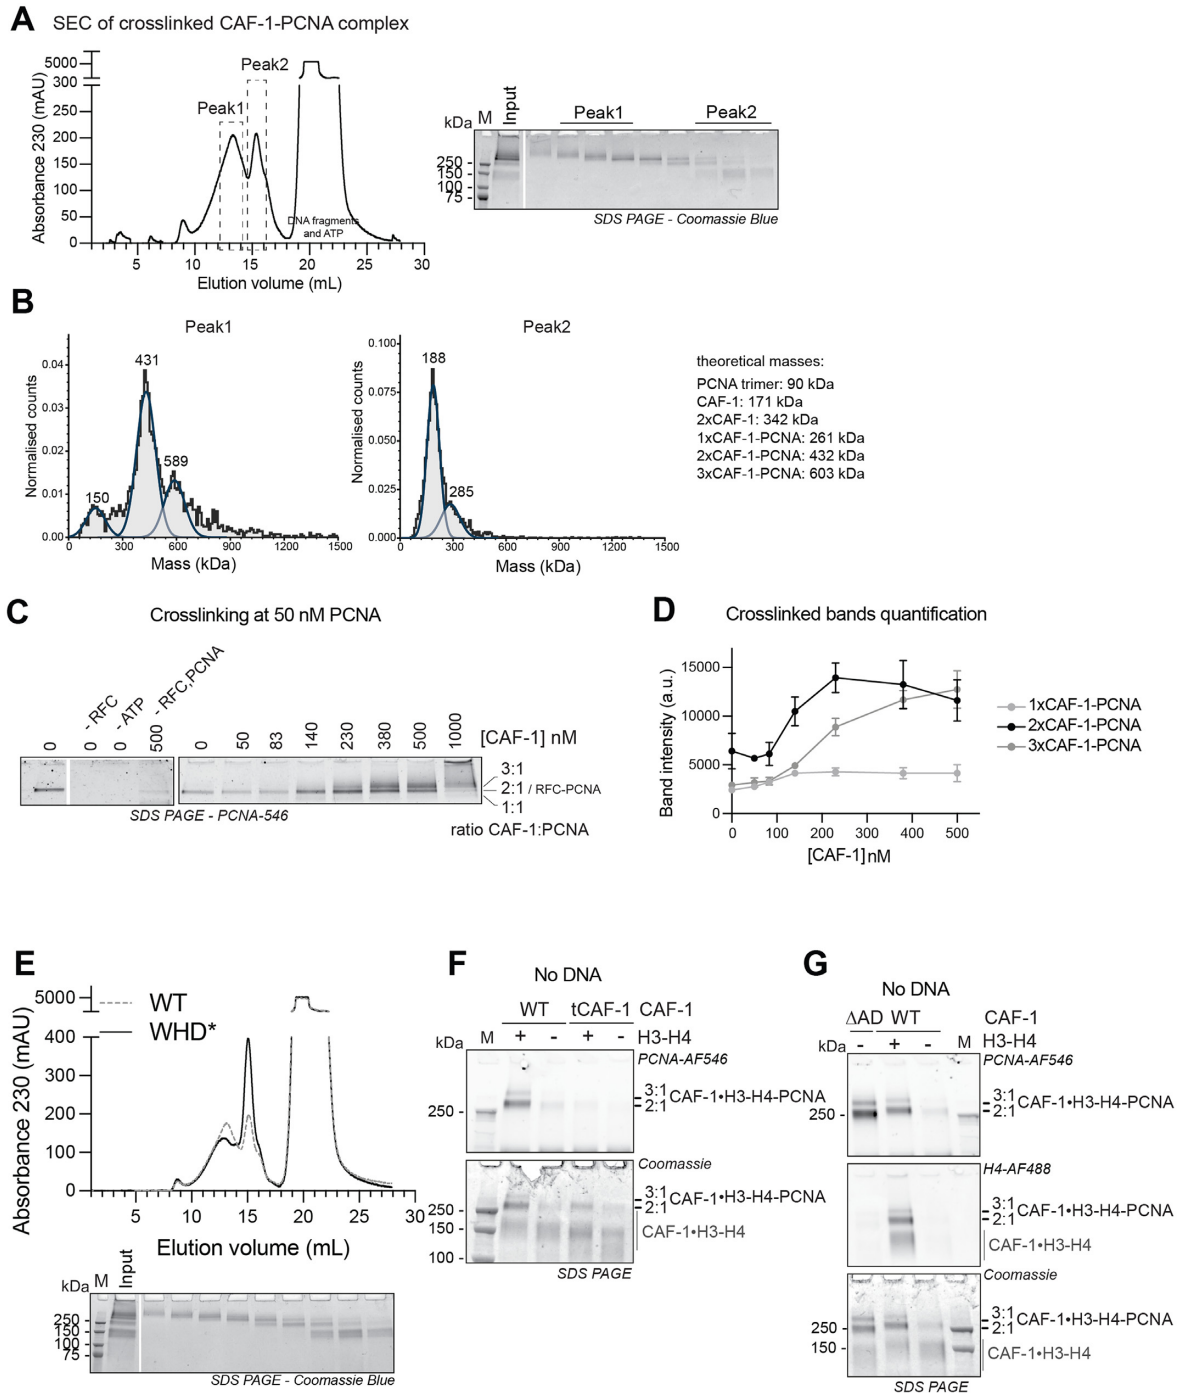 A SEC of crosslinked CAF-1-PCNA complex
Absorbance 230 (mAU)
5000
300
250
200
150
100
50
0
Peak1
Peak2
DNA fragments
and ATP
5 10 15 20 25 30
Elution volume (mL)
kDa M Input Peak1 Peak2
250
150
100
75
SDS PAGE - Coomassie Blue
B
Peak1
Normalised counts
0.04
0.03
0.02
0.01
0.00
150
431
589
0 300 600 900 1200 1500
Mass (kDa)
Peak2
Normalised counts
0.100
0.075
0.050
0.025
0.000
188
285
0 300 600 900 1200 1500
Mass (kDa)
theoretical masses:
PCNA trimer: 90 kDa
CAF-1: 171 kDa
2xCAF-1: 342 kDa
1xCAF-1-PCNA: 261 kDa
2xCAF-1-PCNA: 432 kDa
3xCAF-1-PCNA: 603 kDa
C Crosslinking at 50 nM PCNA
0
0 - RFC
0 - ATP
500 - RFC,PCNA
0 50 83 140 230 380 500 1000 [CAF-1] nM
3:1
2:1 / RFC-PCNA
1:1
SDS PAGE - PCNA-546
ratio CAF-1:PCNA
D Crosslinked bands quantification
Band intensity (a.u.)
15000
10000
5000
0
0 100 200 300 400 500
[CAF-1] nM
1xCAF-1-PCNA
2xCAF-1-PCNA
3xCAF-1-PCNA
E
WT
WHD*
Absorbance 230 (mAU)
5000
400
300
200
100
0
5 10 15 20 25 30
Elution volume (mL)
kDa M Input
250
150
100
75
SDS PAGE - Coomassie Blue
F
No DNA
WT tCAF-1 CAF-1
M + - + - H3-H4
kDa
PCNA-AF546
250 -
3:1
2:1
CAF-1•H3-H4-PCNA
Coomassie
250 -
150 -
100 -
3:1
2:1
CAF-1•H3-H4-PCNA
CAF-1•H3-H4
SDS PAGE
G
No DNA
ΔAD WT CAF-1
- + - M H3-H4
kDa
PCNA-AF546
250 -
3:1
2:1
CAF-1•H3-H4-PCNA
H4-AF488
3:1
2:1
CAF-1•H3-H4-PCNA
CAF-1•H3-H4
Coomassie
250 -
150 -
3:1
2:1
CAF-1•H3-H4-PCNA
CAF-1•H3-H4
SDS PAGE